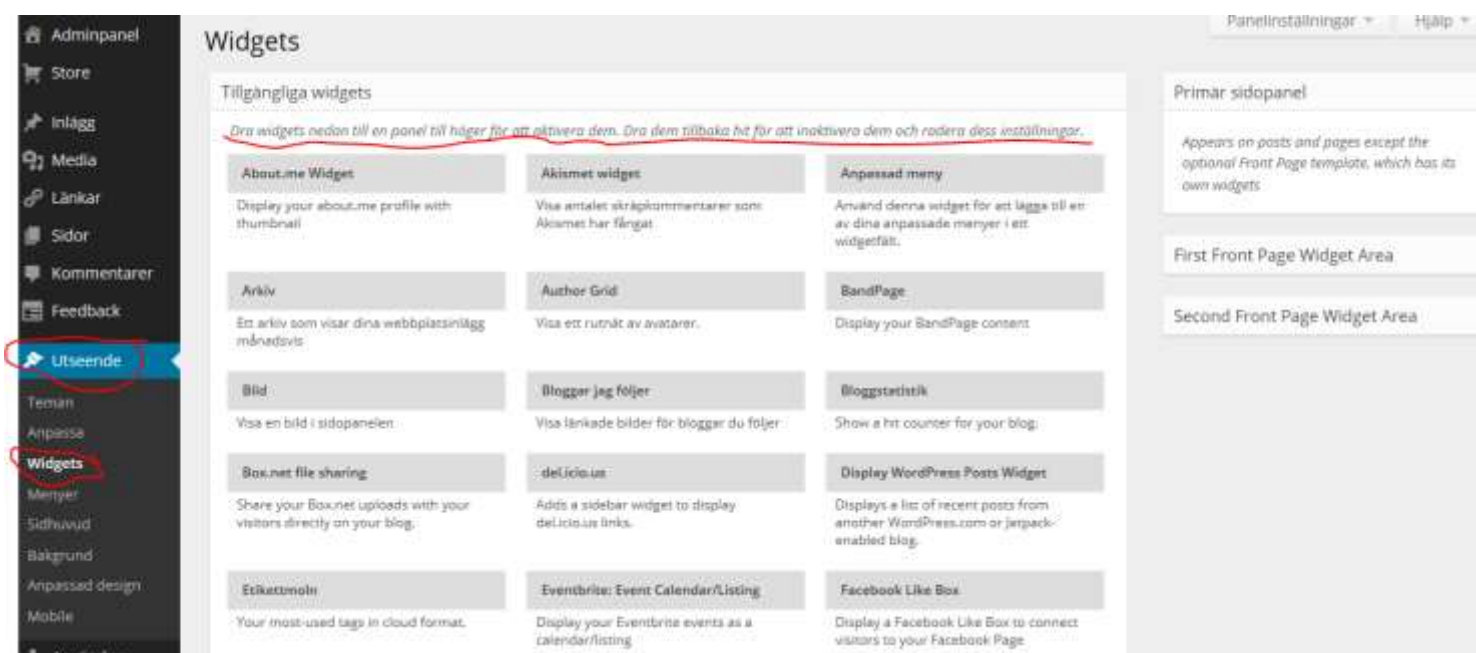 Adminpanel
Store
Inlägg
Media
Länkar
Sidor
Kommentarer
Feedback
Utseende
Teman
Anpassa
Widgets
Menyer
Sidhuvud
Bakgrund
Anpassad design
Mobile
Panelinställningar
Hjälp
Widgets
Tillgängliga widgets
Dra widgets nedan till en panel till höger för att aktivera dem. Dra dem tillbaka hit för att inaktivera dem och radera dess inställningar.
About.me Widget
Display your about.me profile with
thumbnail
Akismet widget
Visa antalet skräpkommentarer som
Akismet har fångat
Anpassad meny
Använd denna widget för att lägga till en
av dina anpassade menyer i ett
widgetfält.
Arkiv
Ett arkiv som visar dina webbplatsinlägg
månadsvis
Author Grid
Visa ett rutnät av avatarer.
BandPage
Display your BandPage content
Bild
Visa en bild i sidopanelen
Bloggar jag följer
Visa länkade bilder för bloggar du följer
Bloggstatistik
Show a hit counter for your blog.
Box.net file sharing
Share your Box.net uploads with your
visitors directly on your blog.
del.icio.us
Adds a sidebar widget to display
del.icio.us links.
Display WordPress Posts Widget
Displays a list of recent posts from
another WordPress.com or Jetpack-
enabled blog.
Etikettmoln
Your most-used tags in cloud format.
Eventbrite: Event Calendar/Listing
Display your Eventbrite events as a
calendar/listing
Facebook Like Box
Display a Facebook Like Box to connect
visitors to your Facebook Page
Primär sidopanel
Appears on posts and pages except the
optional Front Page template, which has its
own widgets
First Front Page Widget Area
Second Front Page Widget Area